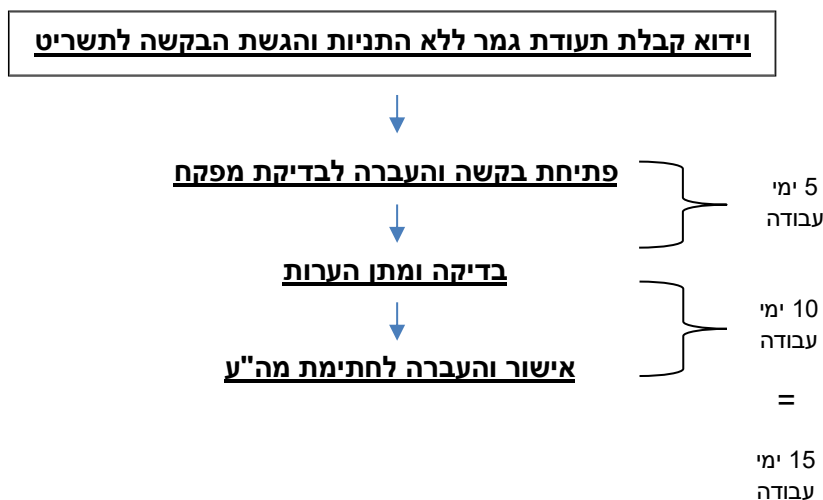 וידוא קבלת תעודת גמר ללא התניות והגשת הבקשה לתשריט
פתיחת בקשה והעברה לבדיקת מפקח
5 ימי
עבודה
בדיקה ומתן הערות
10 ימי
עבודה
אישור והעברה לחתימת מה"ע
=
15 ימי
עבודה